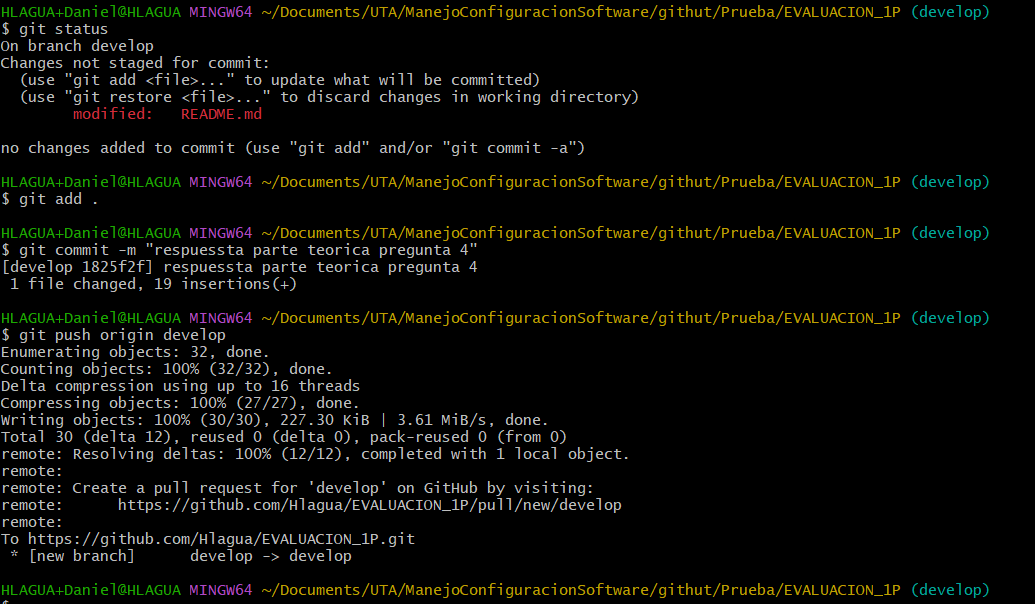 HLAGUA+Daniel@HLAGUA MINGW64 ~/Documents/UTA/ManejoConfiguracionSoftware/githut/Prueba/EVALUACION_1P (develop)
$ git status
On branch develop
Changes not staged for commit:
  (use "git add <file>..." to update what will be committed)
  (use "git restore <file>..." to discard changes in working directory)
        modified:   README.md

no changes added to commit (use "git add" and/or "git commit -a")

HLAGUA+Daniel@HLAGUA MINGW64 ~/Documents/UTA/ManejoConfiguracionSoftware/githut/Prueba/EVALUACION_1P (develop)
$ git add .

HLAGUA+Daniel@HLAGUA MINGW64 ~/Documents/UTA/ManejoConfiguracionSoftware/githut/Prueba/EVALUACION_1P (develop)
$ git commit -m "respuessta parte teorica pregunta 4"
[develop 1825f2f] respuessta parte teorica pregunta 4
 1 file changed, 19 insertions(+)

HLAGUA+Daniel@HLAGUA MINGW64 ~/Documents/UTA/ManejoConfiguracionSoftware/githut/Prueba/EVALUACION_1P (develop)
$ git push origin develop
Enumerating objects: 32, done.
Counting objects: 100% (32/32), done.
Delta compression using up to 16 threads
Compressing objects: 100% (27/27), done.
Writing objects: 100% (30/30), 227.30 KiB | 3.61 MiB/s, done.
Total 30 (delta 12), reused 0 (delta 0), pack-reused 0 (from 0)
remote: Resolving deltas: 100% (12/12), completed with 1 local object.
remote:
remote: Create a pull request for 'develop' on GitHub by visiting:
remote:      https://github.com/Hlagua/EVALUACION_1P/pull/new/develop
remote:
To https://github.com/Hlagua/EVALUACION_1P.git
 * [new branch]      develop -> develop

HLAGUA+Daniel@HLAGUA MINGW64 ~/Documents/UTA/ManejoConfiguracionSoftware/githut/Prueba/EVALUACION_1P (develop)
$